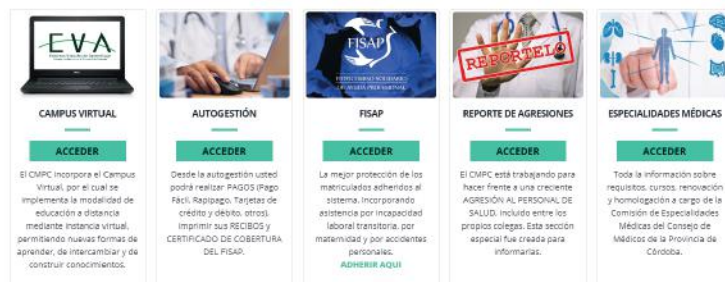 EVA
FISAP
FONDO COMUN SOLIDARIO
DE AYUDA PROFESIONAL
REPORTELO
CAMPUS VIRTUAL
ACCEDER
El CMPC incorpora el Campus
Virtual, por el cual se
implementa la modalidad de
educación a distancia
mediante instancia virtual,
permitiendo nuevas formas de
aprender, de intercambiar y de
construir conocimientos.
AUTOGESTIÓN
ACCEDER
Desde la autogestión usted
podrá realizar PAGOS (Pago
Fácil, Rapipago, Tarjetas de
crédito y débito, otros),
imprimir sus RECIBOS y
CERTIFICADO DE COBERTURA
DEL FISAP.
FISAP
ACCEDER
La mejor protección de los
matriculados adheridos al
sistema. Incorporando
asistencia por incapacidad
laboral transitoria, por
maternidad y por accidentes
personales.
ADHERIR AQUI
REPORTE DE AGRESIONES
ACCEDER
El CMPC está trabajando para
hacer frente a una creciente
AGRESIÓN AL PERSONAL DE
SALUD, incluido entre los
propios colegas. Esta sección
especial fue creada para
informarlas.
ESPECIALIDADES MÉDICAS
ACCEDER
Toda la información sobre
requisitos, cursos, renovación
y homologación a cargo de la
Comisión de Especialidades
Médicas del Consejo de
Médicos de la Provincia de
Córdoba.